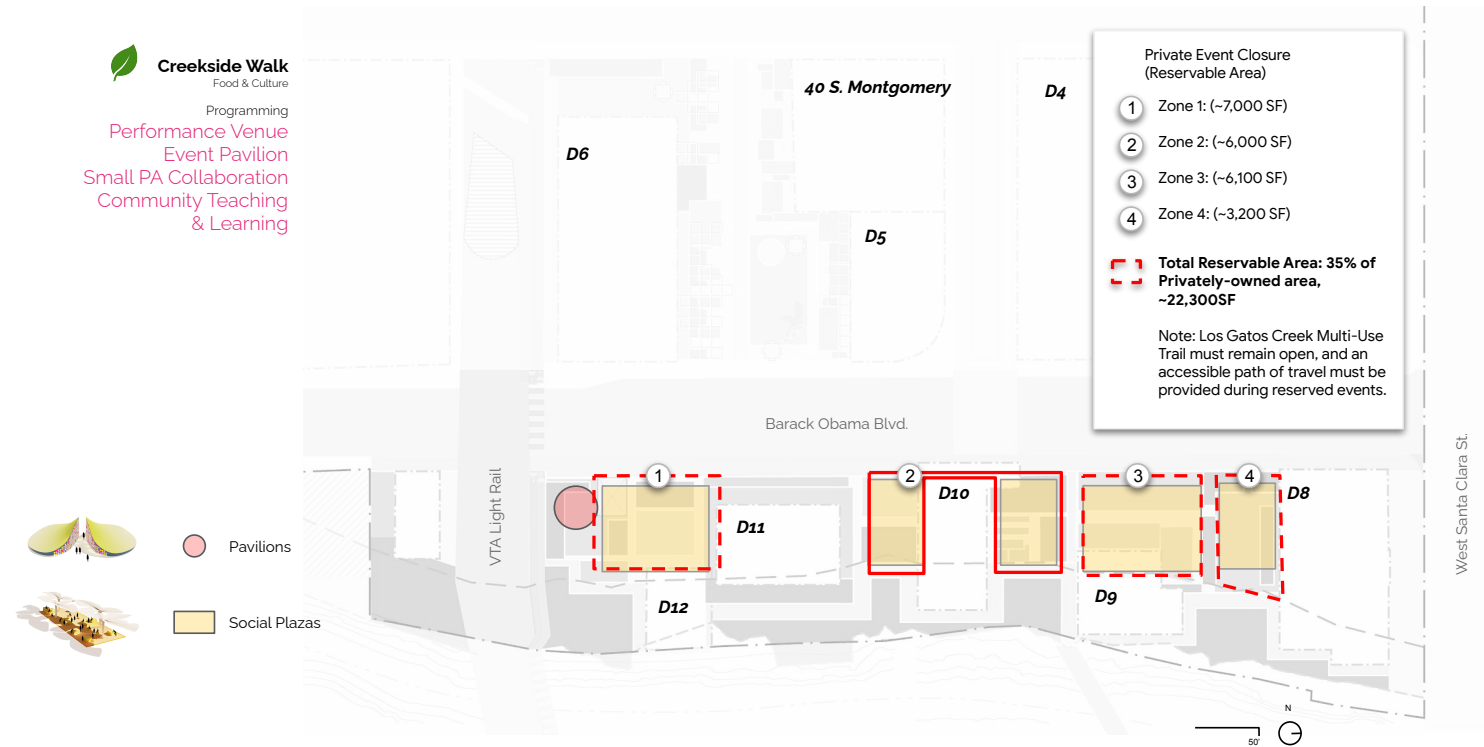 Creekside Walk
Food & Culture
Programming
Performance Venue
Event Pavilion
Small PA Collaboration
Community Teaching
& Learning
Pavilions
Social Plazas
40 S. Montgomery
D4
D6
D5
Barack Obama Blvd.
VTA Light Rail
West Santa Clara St.
1
2
3
4
D10
D8
D11
D12
D9
Private Event Closure
(Reservable Area)
1 Zone 1: (~7,000 SF)
2 Zone 2: (~6,000 SF)
3 Zone 3: (~6,100 SF)
4 Zone 4: (~3,200 SF)
Total Reservable Area: 35% of
Privately-owned area,
~22,300SF
Note: Los Gatos Creek Multi-Use
Trail must remain open, and an
accessible path of travel must be
provided during reserved events.
N
50'